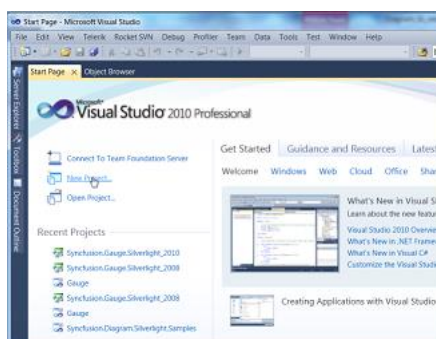 Start Page - Microsoft Visual Studio
File Edit View Telerik Rocket SVN Debug Profiler Team Data Tools Test Window Help
Start Page Object Browser
Server Explorer
Toolbox
Document Outline
Microsoft
Visual Studio 2010 Professional
Connect To Team Foundation Server
New Project...
Open Project...
Recent Projects
Syncfusion.Gauge.Silverlight_2010
Syncfusion.Gauge.Silverlight_2008
Gauge
Syncfusion.Gauge.Silverlight_2008
Gauge
Syncfusion.Diagram.Silverlight.Samples
Get Started Guidance and Resources Latest
Welcome Windows Web Cloud Office Shar
What's New in Visual S
Learn about the new featur
Visual Studio 2010 Overvie
What's New in .NET Frame
What's New in Visual C#
Customize the Visual Studi
Creating Applications with Visual Studio